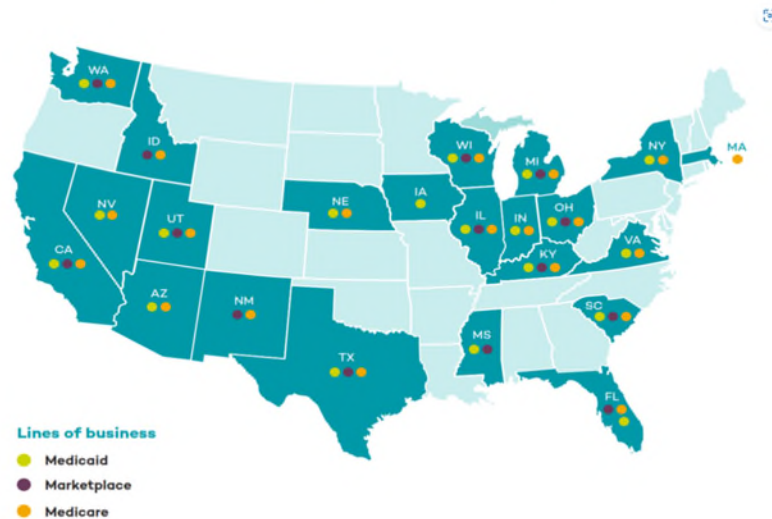 WA
ID
NV
UT
CA
AZ
NM
NE
IA
TX
WI
MI
IL
IN
OH
KY
NY
MA
VA
SC
MS
FL
Lines of business
Medicaid
Marketplace
Medicare